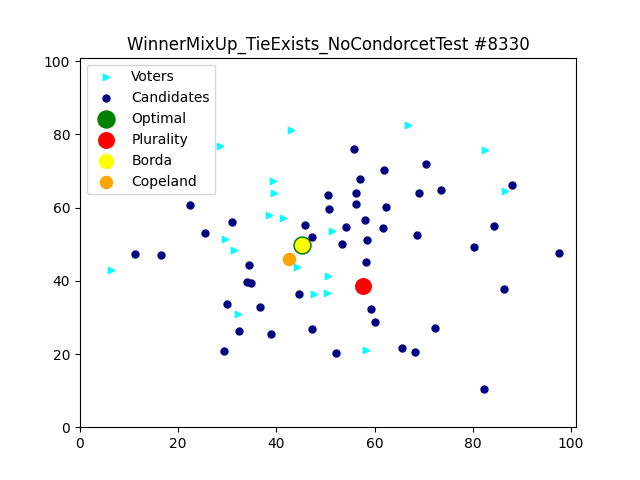 WinnerMixUp_TieExists_NoCondorcetTest #8330
Voters
Candidates
Optimal
Plurality
Borda
Copeland
100
80
60
40
20
0
0 20 40 60 80 100